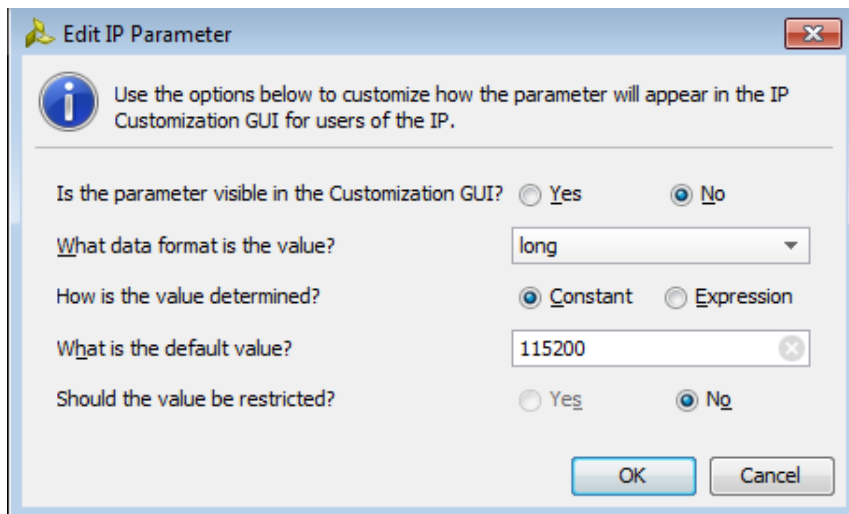 Edit IP Parameter
Use the options below to customize how the parameter will appear in the IP
Customization GUI for users of the IP.
Is the parameter visible in the Customization GUI? Yes No
What data format is the value? long
How is the value determined? Constant Expression
What is the default value? 115200
Should the value be restricted? Yes No
OK Cancel